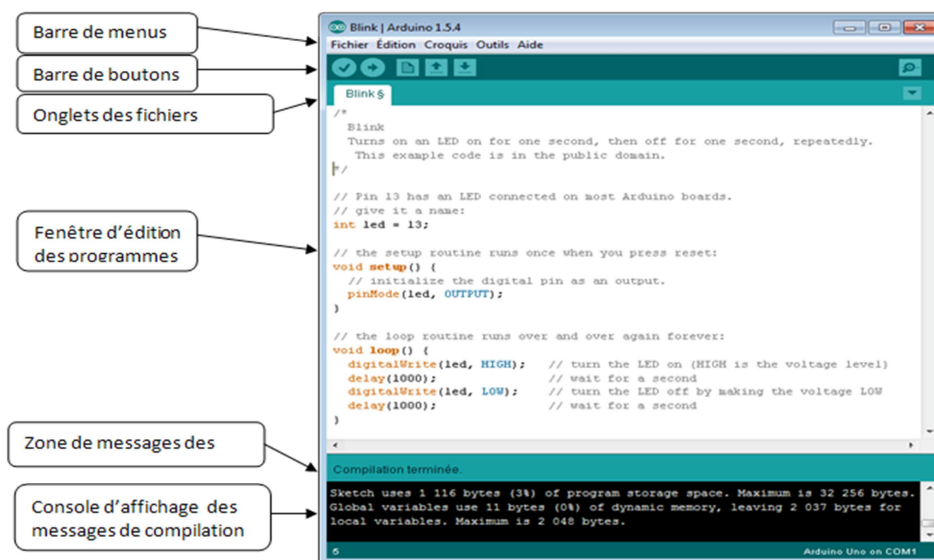 Barre de menus
Barre de boutons
Onglets des fichiers
Fenêtre d'édition
des programmes
Zone de messages des
Console d'affichage des
messages de compilation
Blink | Arduino 1.5.4
Fichier Édition Croquis Outils Aide
Blink §
/*
Blink
Turns on an LED on for one second, then off for one second, repeatedly.
This example code is in the public domain.
*/
// Pin 13 has an LED connected on most Arduino boards.
// give it a name:
int led = 13;
// the setup routine runs once when you press reset:
void setup() {
// initialize the digital pin as an output.
pinMode(led, OUTPUT);
}
// the loop routine runs over and over again forever:
void loop() {
digitalWrite(led, HIGH); // turn the LED on (HIGH is the voltage level)
delay(1000); // wait for a second
digitalWrite(led, LOW); // turn the LED off by making the voltage LOW
delay(1000); // wait for a second
}
Compilation terminée.
Sketch uses 1 116 bytes (3%) of program storage space. Maximum is 32 256 bytes.
Global variables use 11 bytes (0%) of dynamic memory, leaving 2 037 bytes for
local variables. Maximum is 2 048 bytes.
5 Arduino Uno on COM1